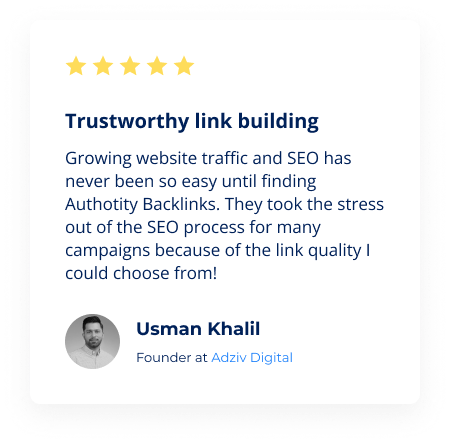 Trustworthy link building
Growing website traffic and SEO has
never been so easy until finding
Authotity Backlinks. They took the stress
out of the SEO process for many
campaigns because of the link quality I
could choose from!
Usman Khalil
Founder at Adziv Digital